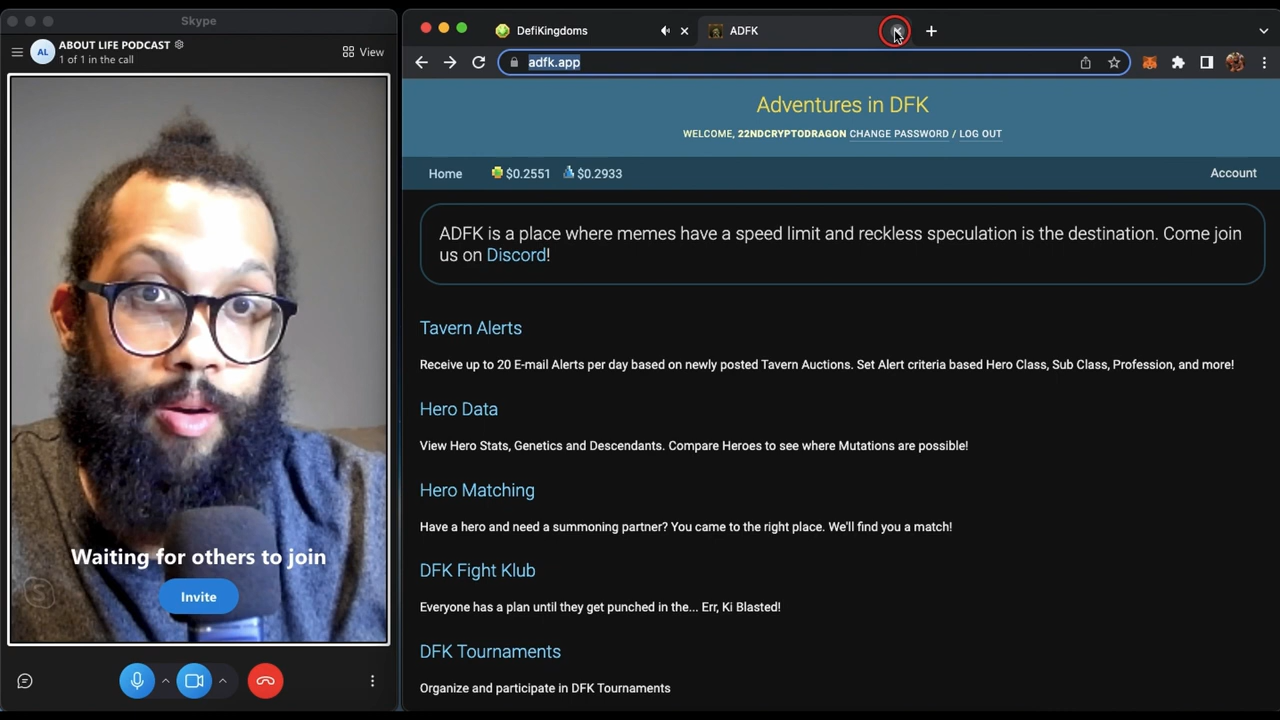 Skype
AL
ABOUT LIFE PODCAST
1 of 1 in the call
View
Waiting for others to join
Invite
DefiKingdoms
ADFK
adfk.app
Adventures in DFK
WELCOME, 22NDCRYPTODRAGON CHANGE PASSWORD / LOG OUT
Home $0.2551 $0.2933 Account
ADFK is a place where memes have a speed limit and reckless speculation is the destination. Come join
us on Discord!
Tavern Alerts
Receive up to 20 E-mail Alerts per day based on newly posted Tavern Auctions. Set Alert criteria based Hero Class, Sub Class, Profession, and more!
Hero Data
View Hero Stats, Genetics and Descendants. Compare Heroes to see where Mutations are possible!
Hero Matching
Have a hero and need a summoning partner? You came to the right place. We'll find you a match!
DFK Fight Klub
Everyone has a plan until they get punched in the... Err, Ki Blasted!
DFK Tournaments
Organize and participate in DFK Tournaments